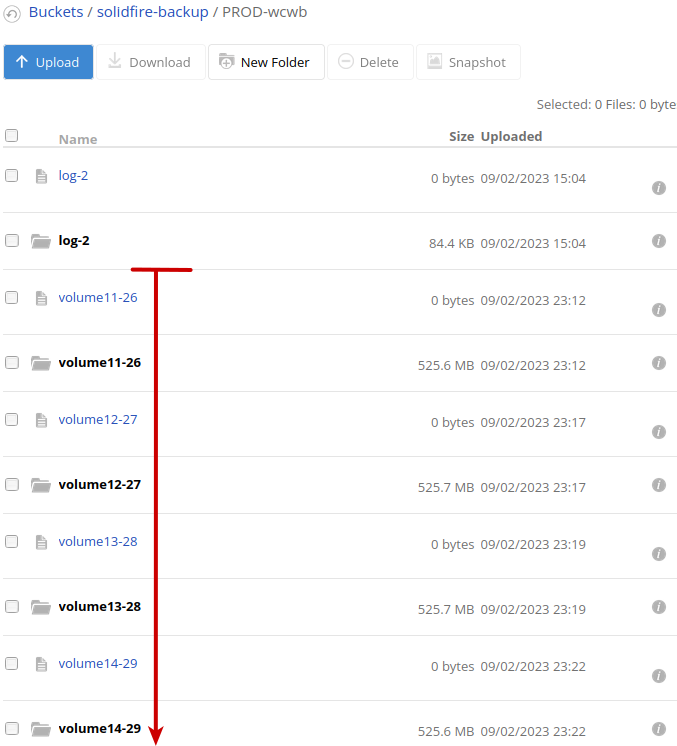 Buckets / solidfire-backup / PROD-wcwb
Upload Download New Folder Delete Snapshot
Selected: 0 Files: 0 byte
Name Size Uploaded
log-2 0 bytes 09/02/2023 15:04
log-2 84.4 KB 09/02/2023 15:04
volume11-26 0 bytes 09/02/2023 23:12
volume11-26 525.6 MB 09/02/2023 23:12
volume12-27 0 bytes 09/02/2023 23:17
volume12-27 525.7 MB 09/02/2023 23:17
volume13-28 0 bytes 09/02/2023 23:19
volume13-28 525.7 MB 09/02/2023 23:19
volume14-29 0 bytes 09/02/2023 23:22
volume14-29 525.6 MB 09/02/2023 23:22